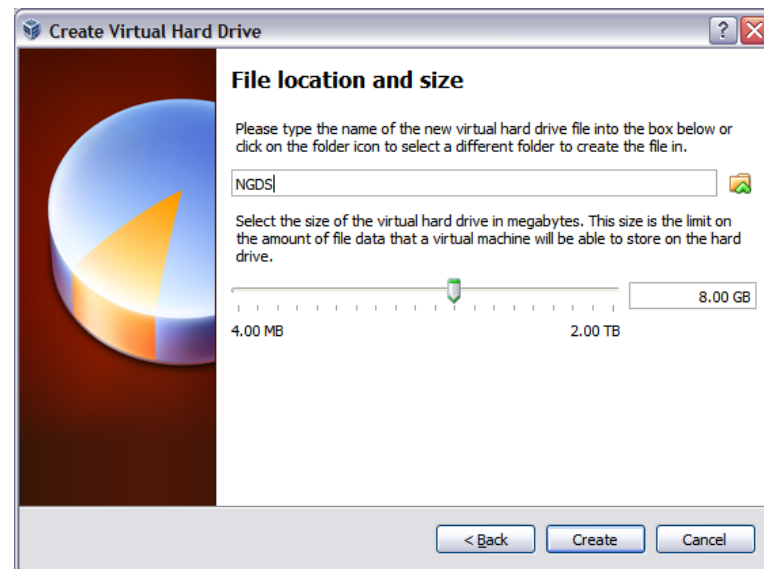 Create Virtual Hard Drive
File location and size
Please type the name of the new virtual hard drive file into the box below or
click on the folder icon to select a different folder to create the file in.
NGDS
Select the size of the virtual hard drive in megabytes. This size is the limit on
the amount of file data that a virtual machine will be able to store on the hard
drive.
8.00 GB
4.00 MB 2.00 TB
< Back Create Cancel